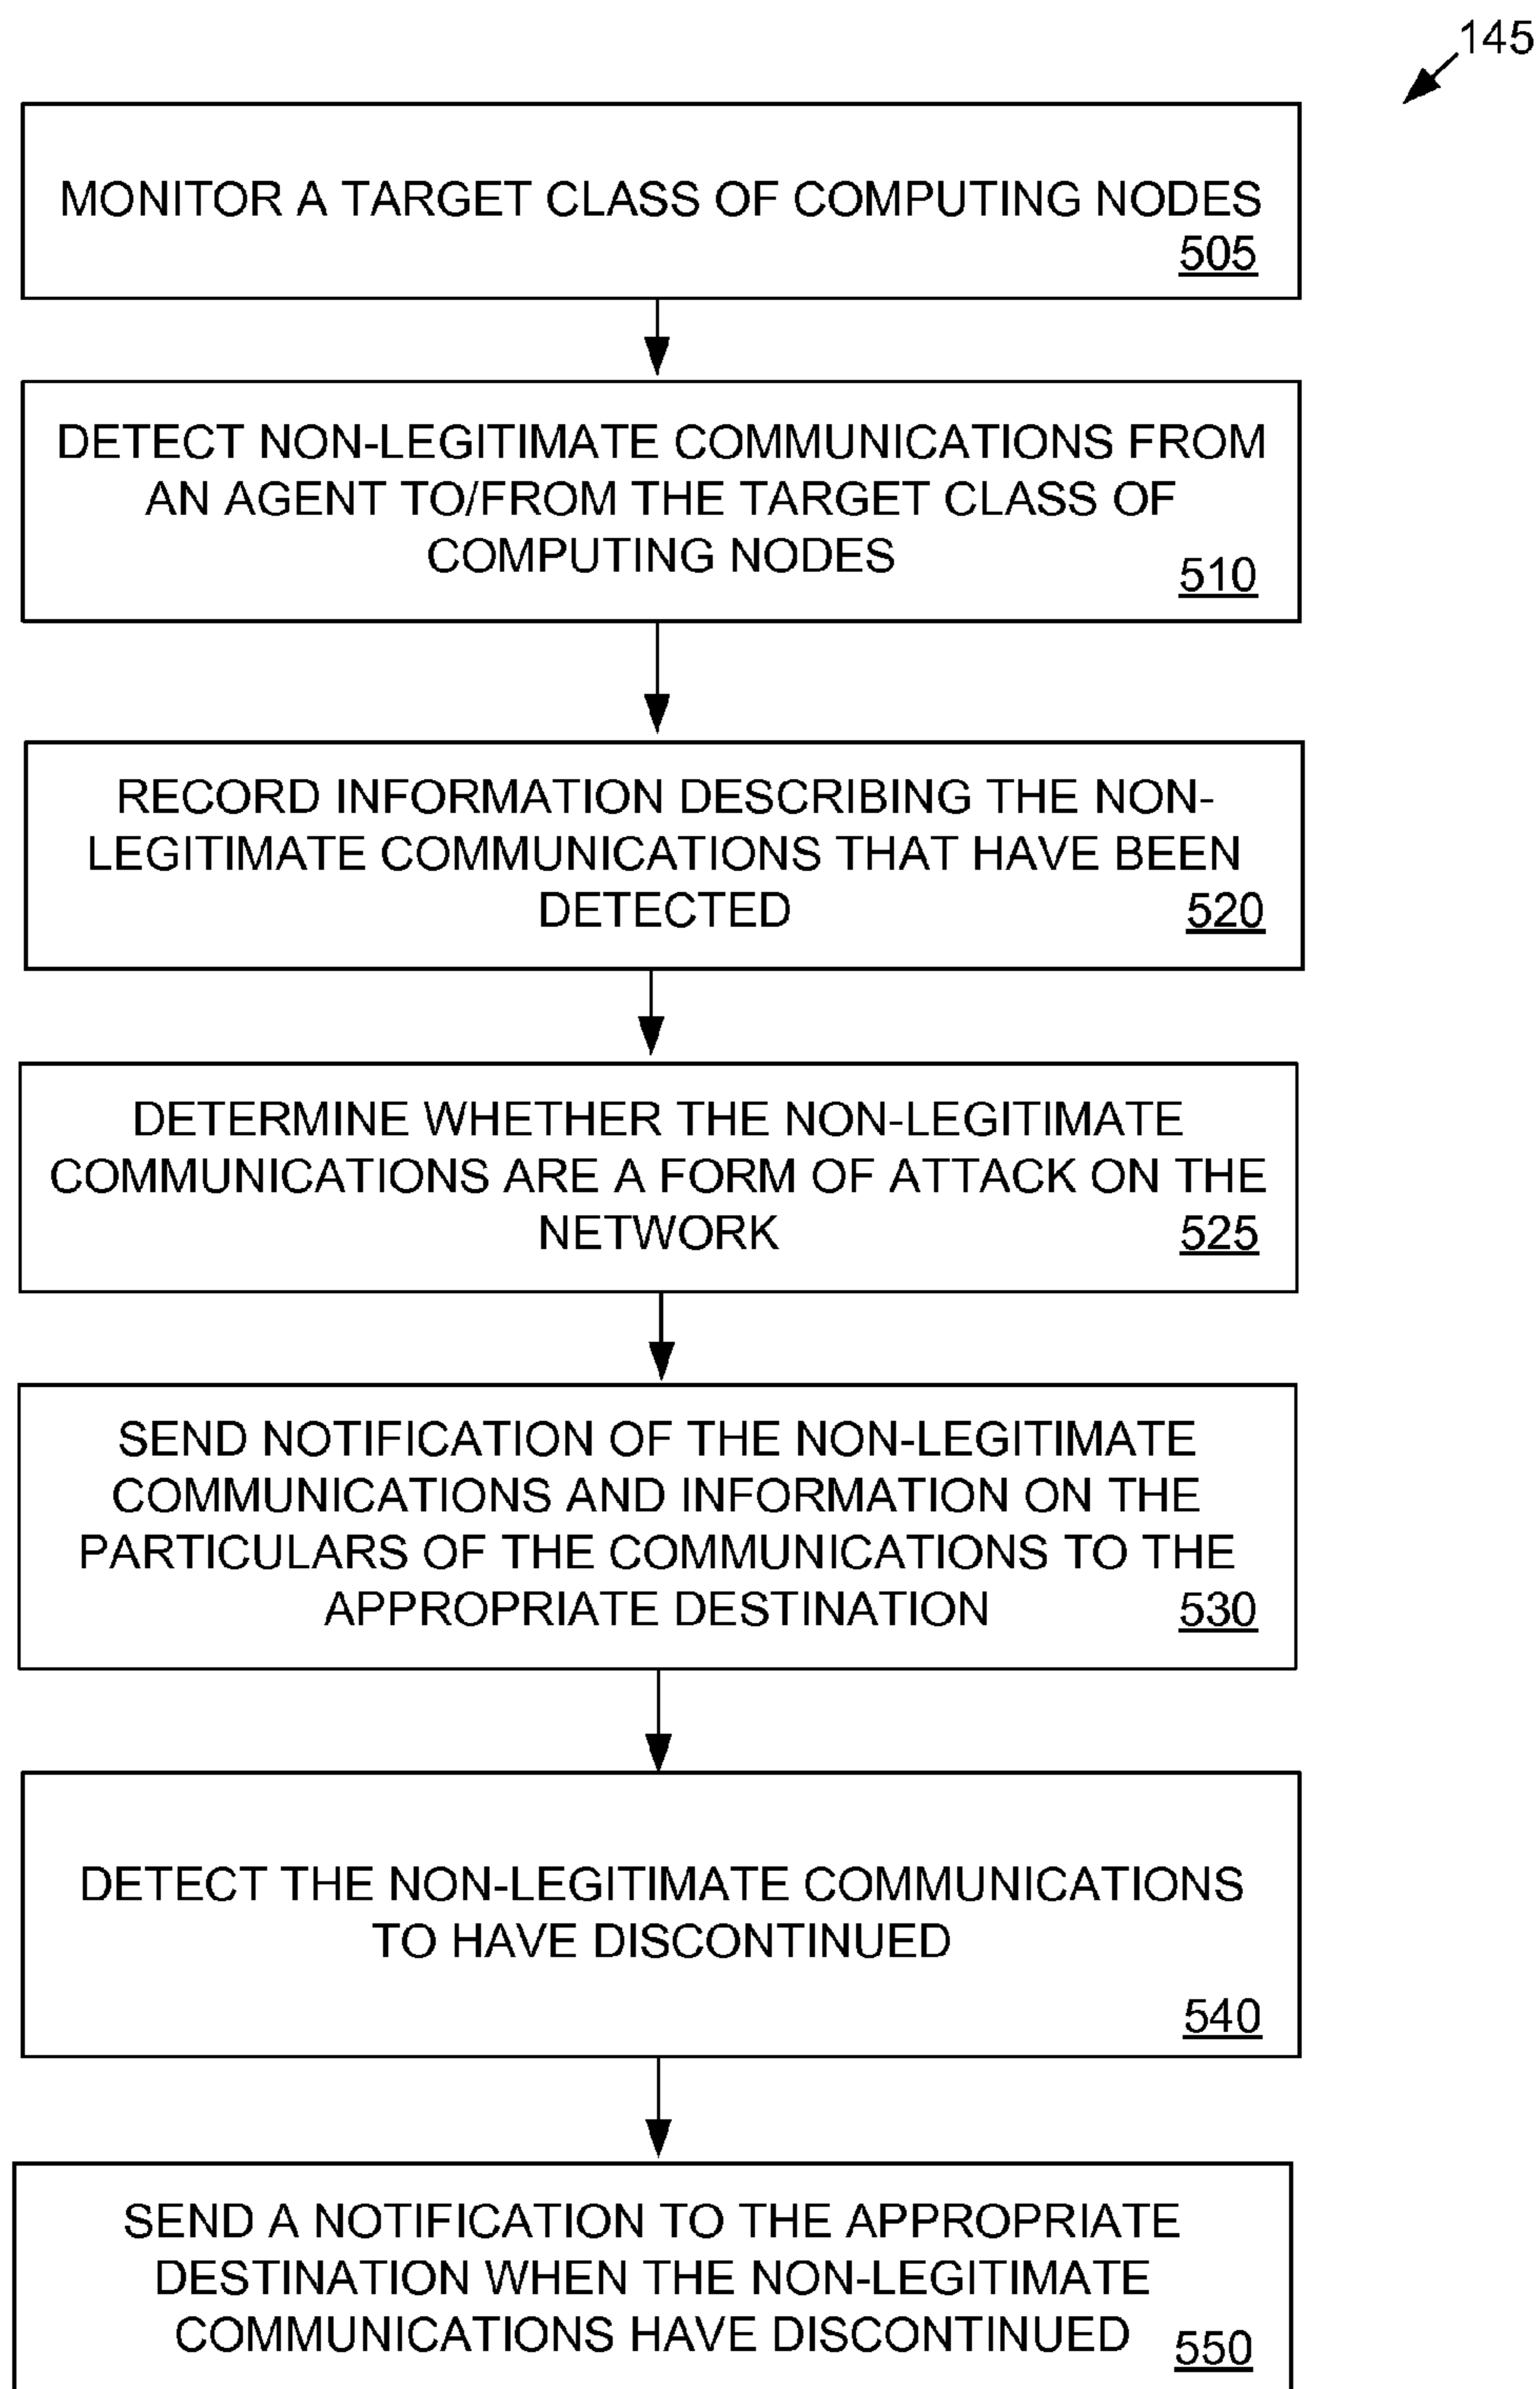 145
MONITOR A TARGET CLASS OF COMPUTING NODES
505
DETECT NON-LEGITIMATE COMMUNICATIONS FROM
AN AGENT TO/FROM THE TARGET CLASS OF
COMPUTING NODES
510
RECORD INFORMATION DESCRIBING THE NON-
LEGITIMATE COMMUNICATIONS THAT HAVE BEEN
DETECTED
520
DETERMINE WHETHER THE NON-LEGITIMATE
COMMUNICATIONS ARE A FORM OF ATTACK ON THE
NETWORK
525
SEND NOTIFICATION OF THE NON-LEGITIMATE
COMMUNICATIONS AND INFORMATION ON THE
PARTICULARS OF THE COMMUNICATIONS TO THE
APPROPRIATE DESTINATION
530
DETECT THE NON-LEGITIMATE COMMUNICATIONS
TO HAVE DISCONTINUED
540
SEND A NOTIFICATION TO THE APPROPRIATE
DESTINATION WHEN THE NON-LEGITIMATE
COMMUNICATIONS HAVE DISCONTINUED
550